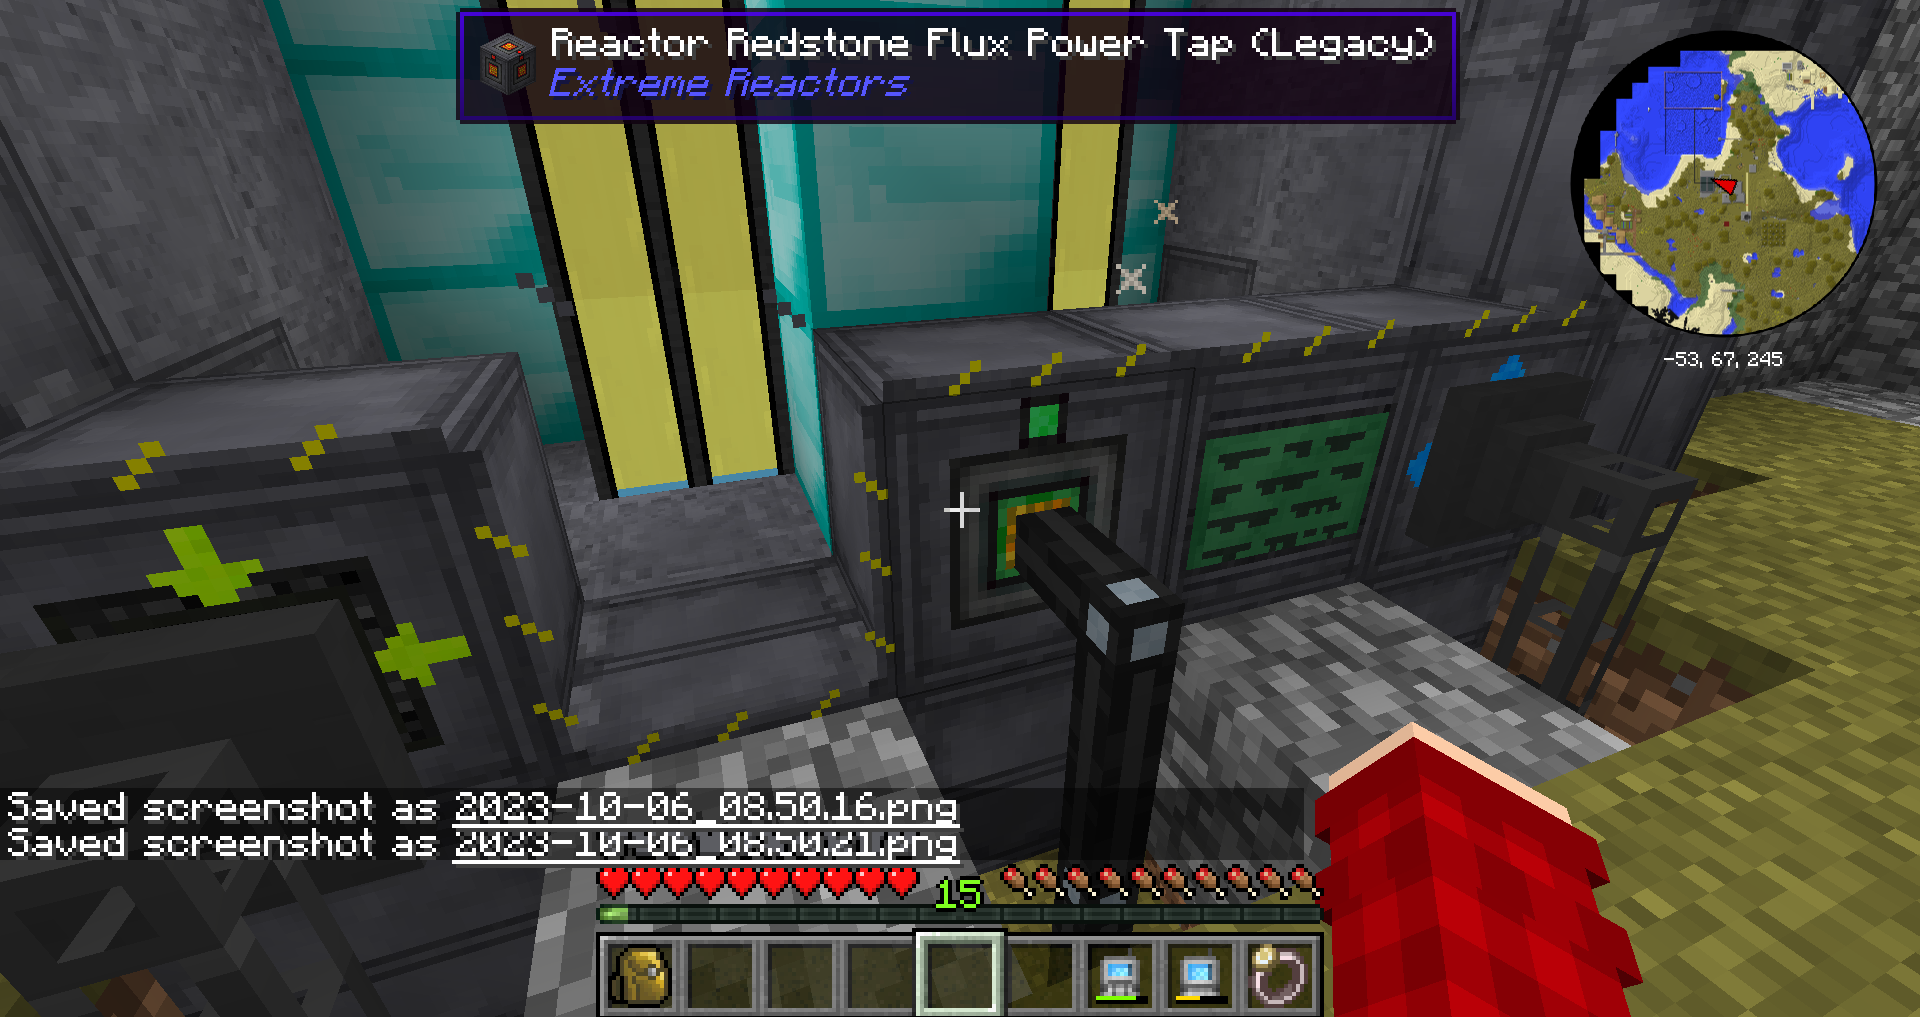 Reactor Redstone Flux Power Tap (Legacy)
Extreme Reactors
-53, 67, 245
Saved screenshot as 2023-10-06_08.50.16.png
Saved screenshot as 2023-10-06_08.50.21.png
15